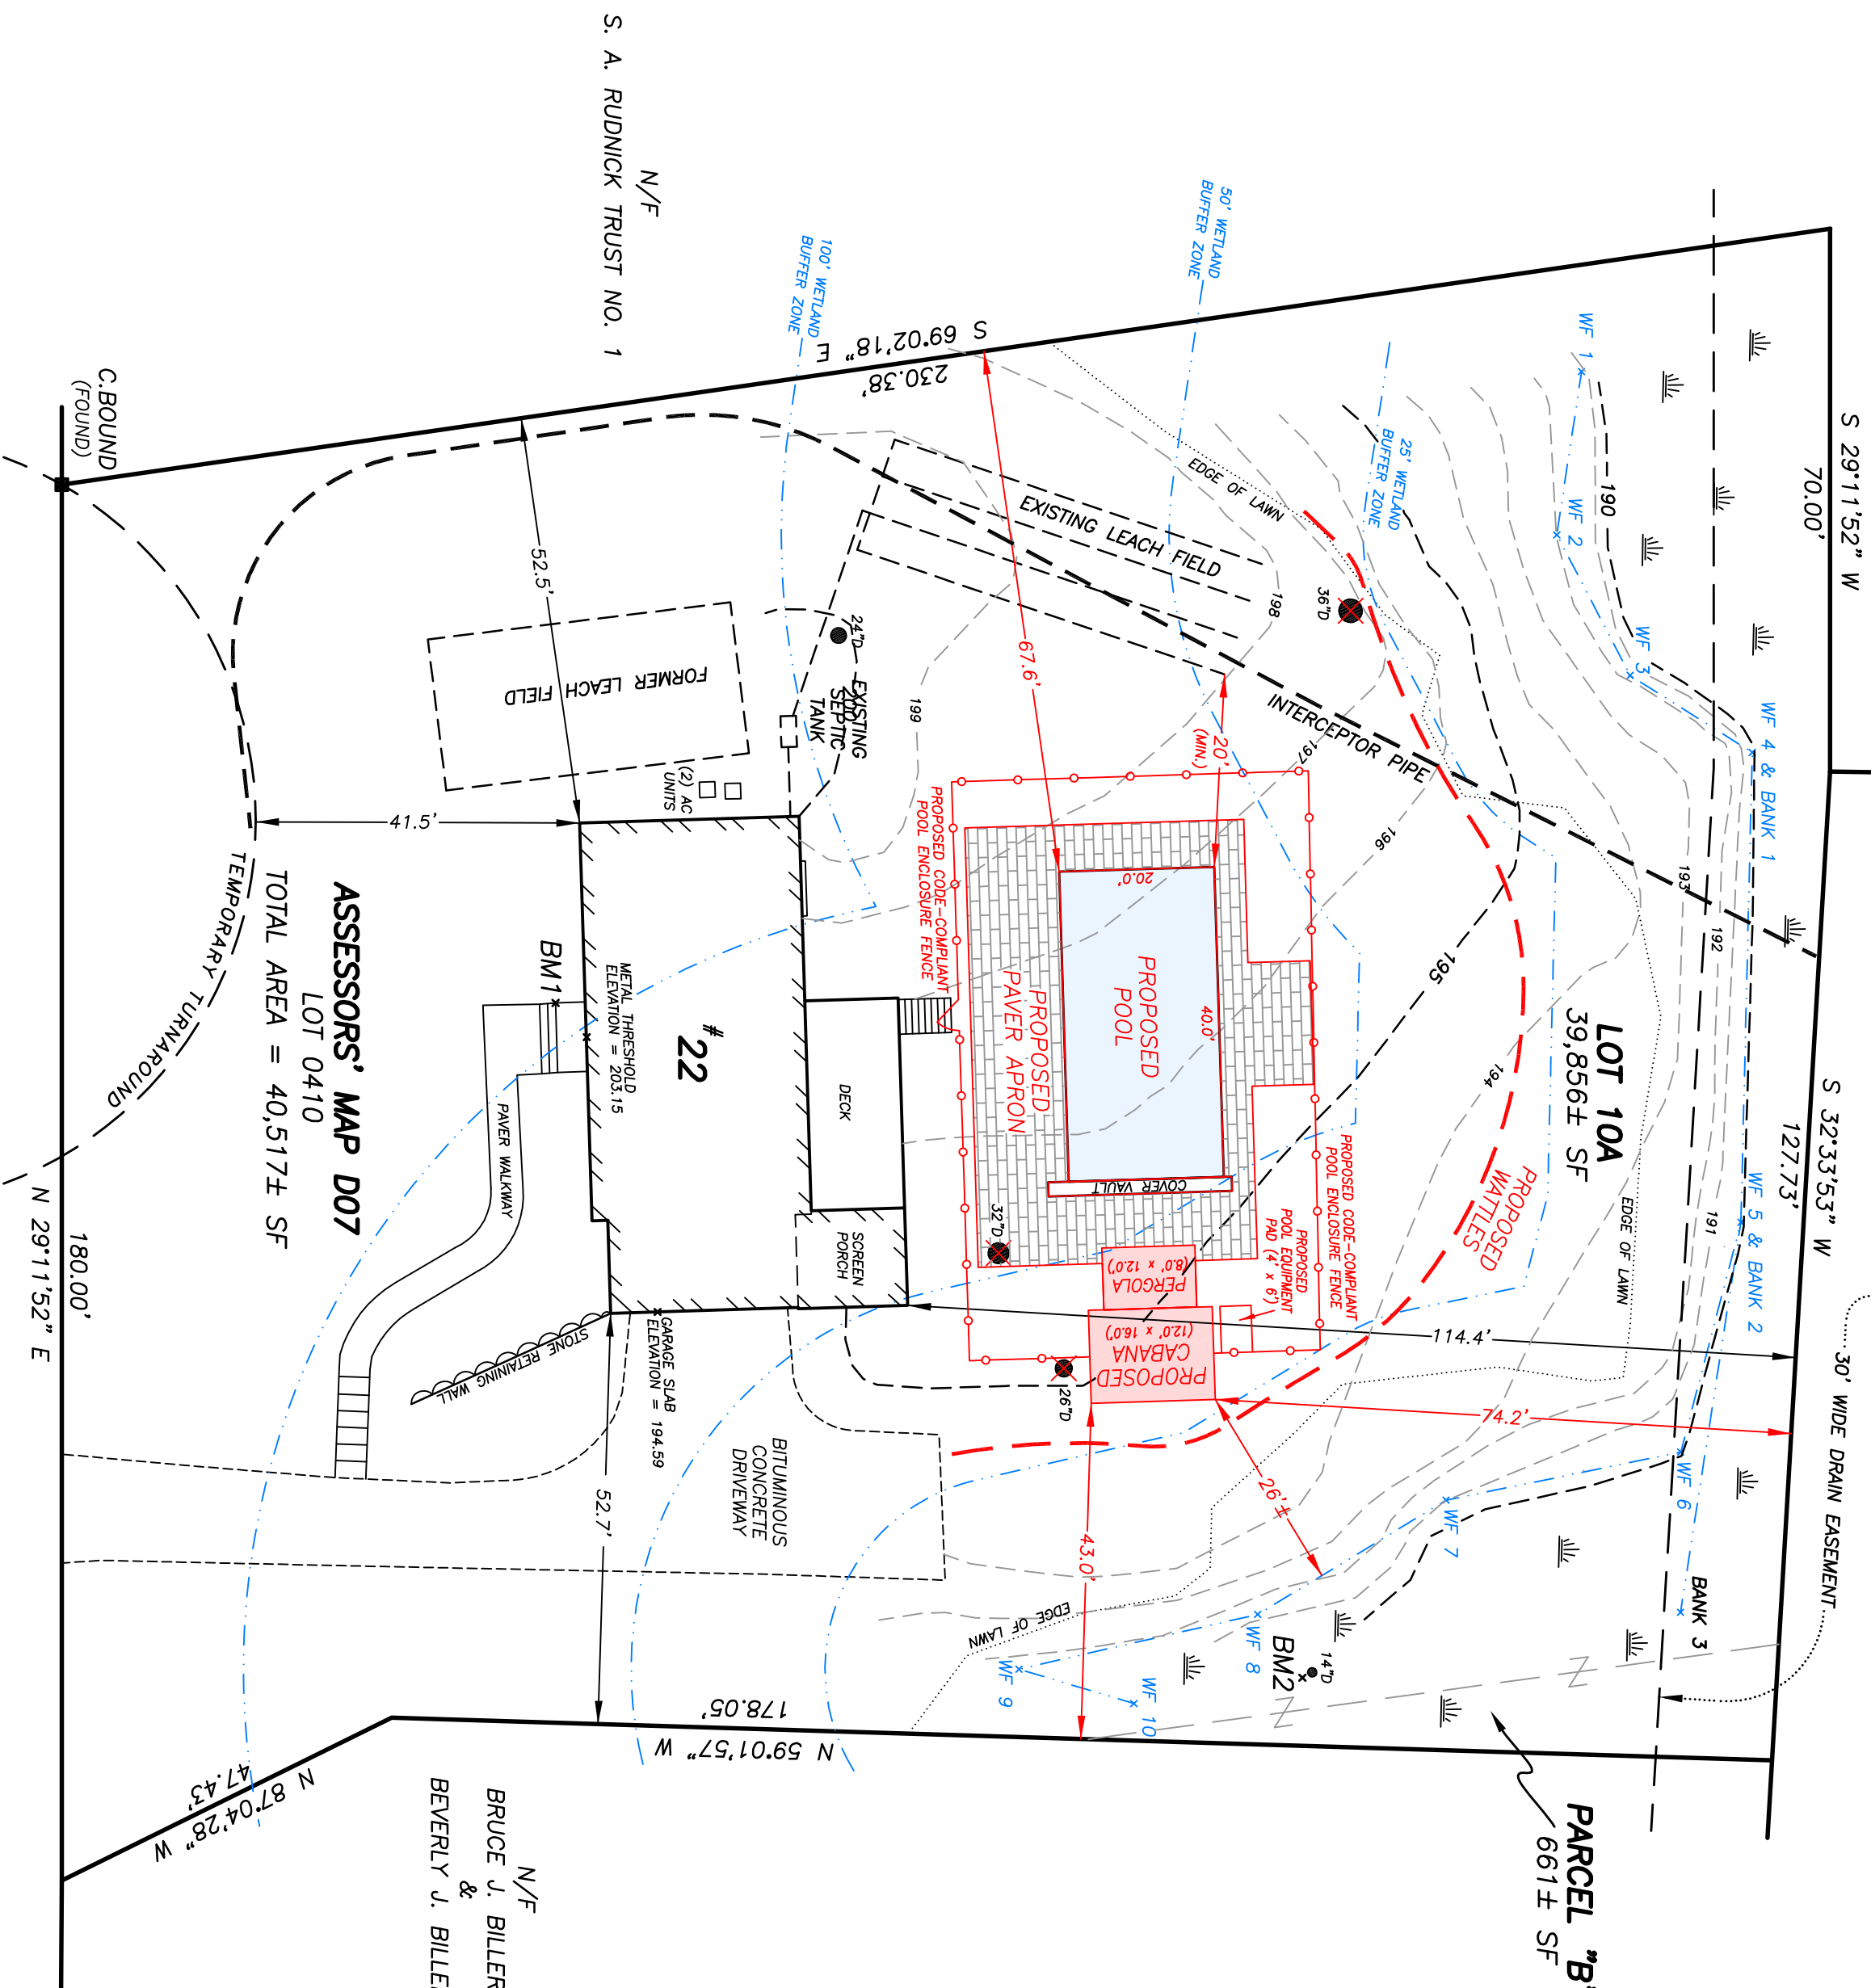 S 29°11'52" W
70.00'
S 32°33'53" W
127.73'
30' WIDE DRAIN EASEMENT
PARCEL "B"
661± SF
LOT 10A
39,856± SF
WF 1
WF 2
WF 3
WF 4 & BANK 1
WF 5 & BANK 2
WF 6
WF 7
WF 8
WF 9
WF 10
BANK 3
BM2
14"D
190
191
192
193
194
195
196
197
198
199
200
25' WETLAND
BUFFER ZONE
50' WETLAND
BUFFER ZONE
100' WETLAND
BUFFER ZONE
EDGE OF LAWN
EDGE OF LAWN
EDGE OF LAWN
36"D
INTERCEPTOR PIPE
EXISTING LEACH FIELD
PROPOSED
WATTLES
PROPOSED CODE-COMPLIANT
POOL ENCLOSURE FENCE
PROPOSED
POOL EQUIPMENT
PAD (4' x 6')
PROPOSED
POOL
20.0'
40.0'
COVER VAULT
PROPOSED
PAVER APRON
PROPOSED CODE-COMPLIANT
POOL ENCLOSURE FENCE
PERGOLA
(8.0' x 12.0')
PROPOSED
CABANA
(12.0' x 16.0')
32"D
26"D
24"D
20'
(MIN.)
67.6'
114.4'
74.2'
26'±
43.0'
52.5'
41.5'
52.7'
S 69°02'18" E
230.38'
N/F
S. A. RUDNICK TRUST NO. 1
EXISTING
SEPTIC
TANK
FORMER LEACH FIELD
(2) AC
UNITS
DECK
SCREEN
PORCH
#
22
METAL THRESHOLD
ELEVATION = 203.15
BM1
PAVER WALKWAY
STONE RETAINING WALL
GARAGE SLAB
ELEVATION = 194.59
BITUMINOUS
CONCRETE
DRIVEWAY
ASSESSORS' MAP D07
LOT 0410
TOTAL AREA = 40,517± SF
TEMPORARY TURNAROUND
C.BOUND
(FOUND)
180.00'
N 29°11'52" E
N 59°01'57" W
178.05'
N 87°04'28" W
47.43'
N/F
BRUCE J. BILLER
&
BEVERLY J. BILLE